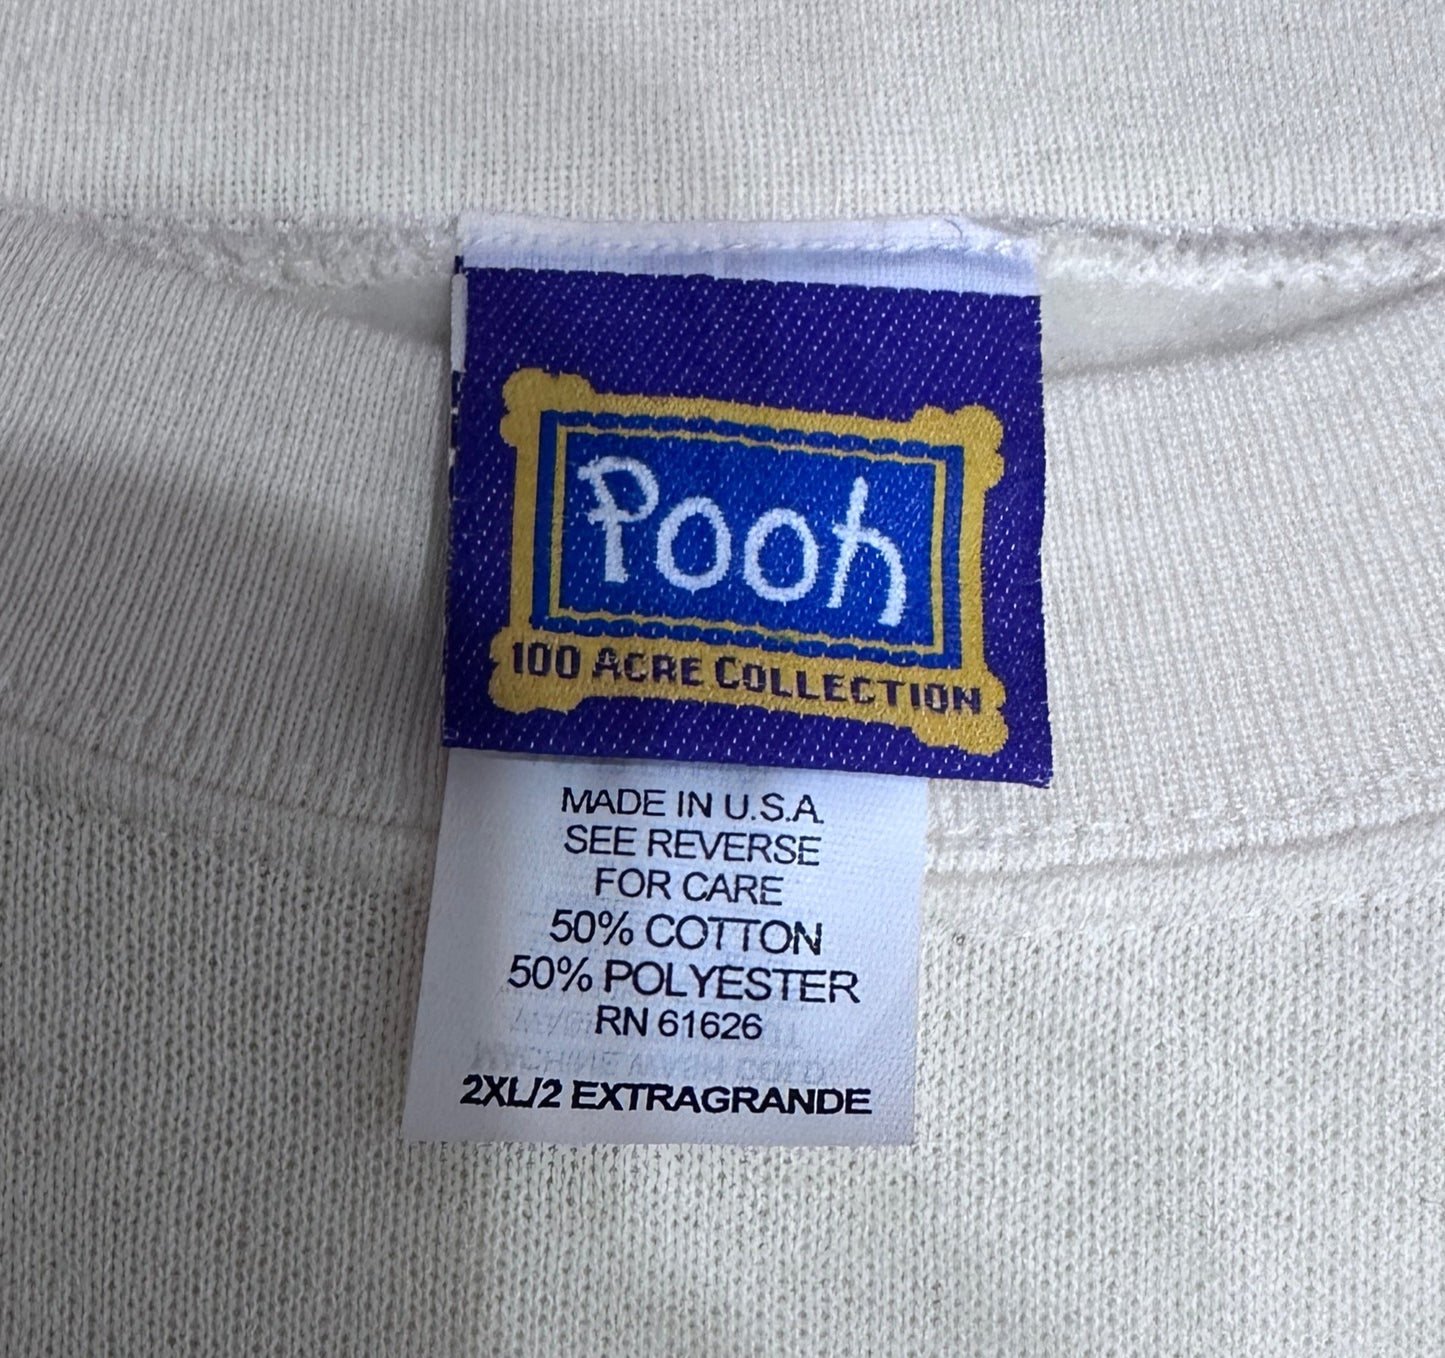 Pooh
100 ACRE COLLECTION
MADE IN U.S.A.
SEE REVERSE
FOR CARE
50% COTTON
50% POLYESTER
RN 61626
2XL/2 EXTRAGRANDE